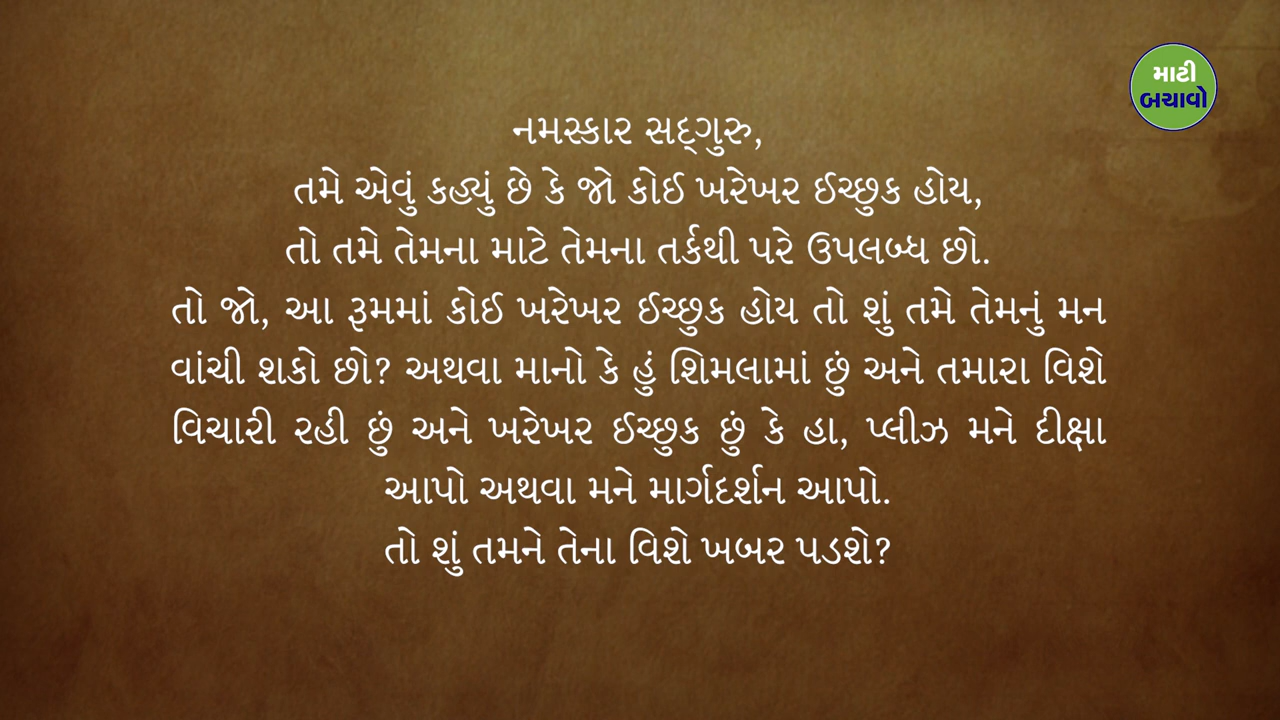 માટી
બચાવો
નમસ્કાર સદ્‌ગુરુ,
તમે એવું કહ્યું છે કે જો કોઈ ખરેખર ઈચ્છુક હોય,
તો તમે તેમના માટે તેમના તર્કથી પરે ઉપલબ્ધ છો.
તો જો, આ રૂમમાં કોઈ ખરેખર ઈચ્છુક હોય તો શું તમે તેમનું મન
વાંચી શકો છો? અથવા માનો કે હું શિમલામાં છું અને તમારા વિશે
વિચારી રહી છું અને ખરેખર ઈચ્છુક છું કે હા, પ્લીઝ મને દીક્ષા
આપો અથવા મને માર્ગદર્શન આપો.
તો શું તમને તેના વિશે ખબર પડશે?